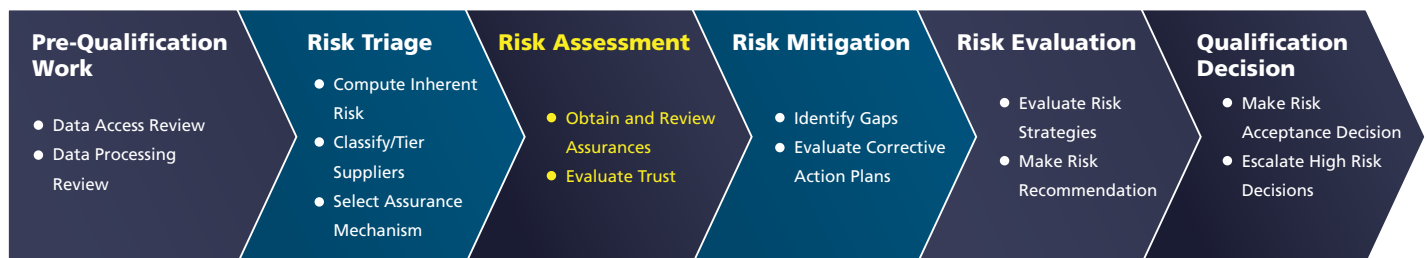 Pre-Qualification
Work
● Data Access Review
● Data Processing
Review
Risk Triage
● Compute Inherent
Risk
● Classify/Tier
Suppliers
● Select Assurance
Mechanism
Risk Assessment
● Obtain and Review
Assurances
● Evaluate Trust
Risk Mitigation
● Identify Gaps
● Evaluate Corrective
Action Plans
Risk Evaluation
● Evaluate Risk
Strategies
● Make Risk
Recommendation
Qualification
Decision
● Make Risk
Acceptance Decision
● Escalate High Risk
Decisions